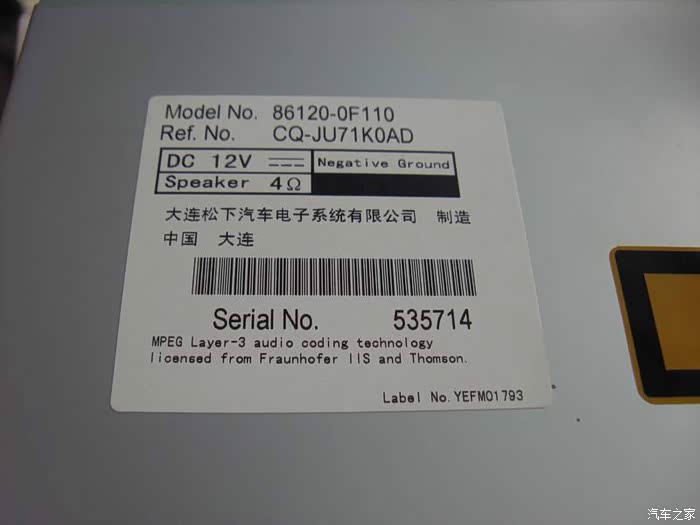 Model No. 86120-0F110
Ref. No. CQ-JU71K0AD
DC 12V ⎓ Negative Ground
Speaker 4Ω
大连松下汽车电子系统有限公司 制造
中国 大连
Serial No. 535714
MPEG Layer-3 audio coding technology
licensed from Fraunhofer IIS and Thomson.
Label No. YEFM01793
汽车之家